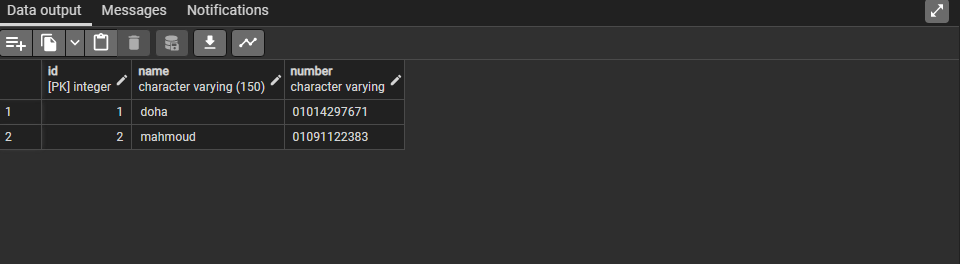 Data output Messages Notifications
id name number
[PK] integer character varying (150) character varying
1 1 doha 01014297671
2 2 mahmoud 01091122383